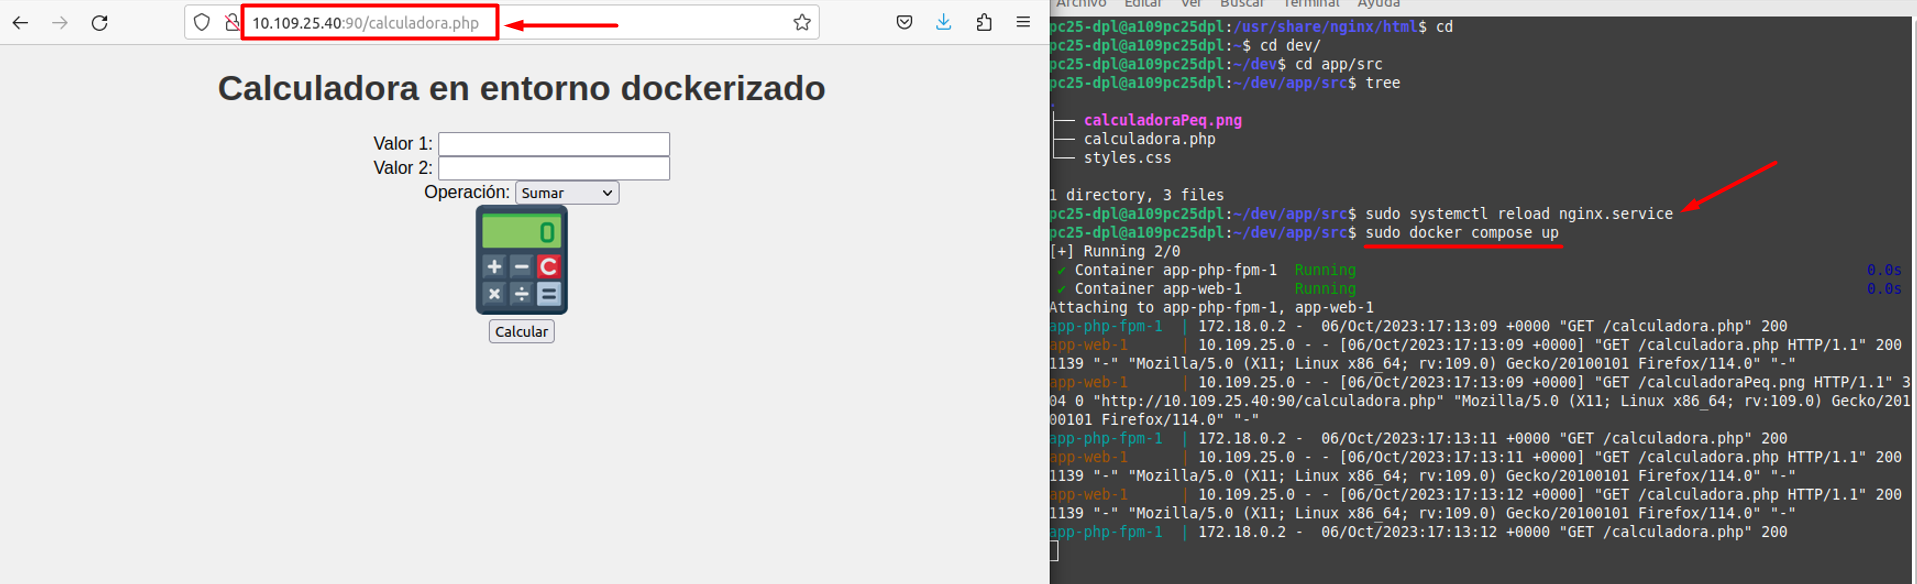 10.109.25.40:90/calculadora.php
Calculadora en entorno dockerizado
Valor 1:
Valor 2:
Operación: Sumar
0
+ − C
× ÷ =
Calcular
Archivo Editar Ver Buscar Terminal Ayuda
pc25-dpl@a109pc25dpl:/usr/share/nginx/html$ cd
pc25-dpl@a109pc25dpl:~$ cd dev/
pc25-dpl@a109pc25dpl:~/dev$ cd app/src
pc25-dpl@a109pc25dpl:~/dev/app/src$ tree
.
├── calculadoraPeq.png
├── calculadora.php
└── styles.css
1 directory, 3 files
pc25-dpl@a109pc25dpl:~/dev/app/src$ sudo systemctl reload nginx.service
pc25-dpl@a109pc25dpl:~/dev/app/src$ sudo docker compose up
[+] Running 2/0
✔ Container app-php-fpm-1 Running 0.0s
✔ Container app-web-1 Running 0.0s
Attaching to app-php-fpm-1, app-web-1
app-php-fpm-1 | 172.18.0.2 - 06/Oct/2023:17:13:09 +0000 "GET /calculadora.php" 200
app-web-1 | 10.109.25.0 - - [06/Oct/2023:17:13:09 +0000] "GET /calculadora.php HTTP/1.1" 200
1139 "-" "Mozilla/5.0 (X11; Linux x86_64; rv:109.0) Gecko/20100101 Firefox/114.0" "-"
app-web-1 | 10.109.25.0 - - [06/Oct/2023:17:13:09 +0000] "GET /calculadoraPeq.png HTTP/1.1" 3
04 0 "http://10.109.25.40:90/calculadora.php" "Mozilla/5.0 (X11; Linux x86_64; rv:109.0) Gecko/201
00101 Firefox/114.0" "-"
app-php-fpm-1 | 172.18.0.2 - 06/Oct/2023:17:13:11 +0000 "GET /calculadora.php" 200
app-web-1 | 10.109.25.0 - - [06/Oct/2023:17:13:11 +0000] "GET /calculadora.php HTTP/1.1" 200
1139 "-" "Mozilla/5.0 (X11; Linux x86_64; rv:109.0) Gecko/20100101 Firefox/114.0" "-"
app-web-1 | 10.109.25.0 - - [06/Oct/2023:17:13:12 +0000] "GET /calculadora.php HTTP/1.1" 200
1139 "-" "Mozilla/5.0 (X11; Linux x86_64; rv:109.0) Gecko/20100101 Firefox/114.0" "-"
app-php-fpm-1 | 172.18.0.2 - 06/Oct/2023:17:13:12 +0000 "GET /calculadora.php" 200